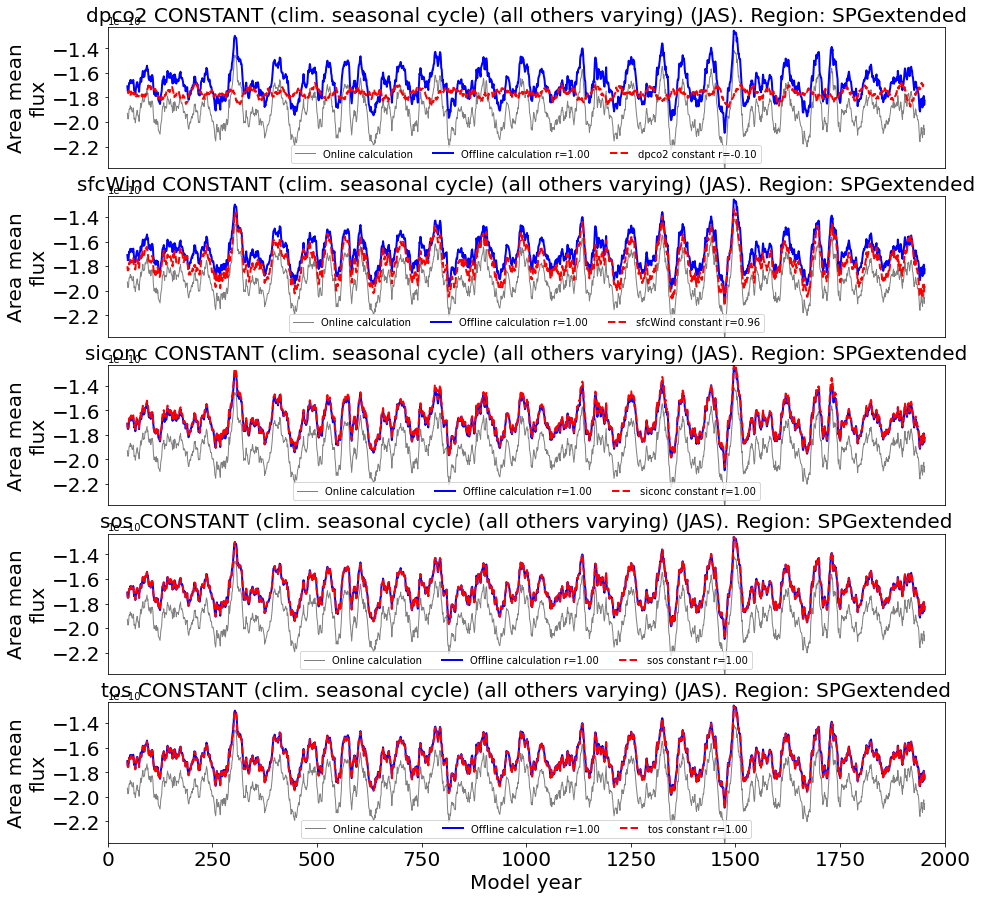 dpco2 CONSTANT (clim. seasonal cycle) (all others varying) (JAS). Region: SPGextended
1e−10
−1.4
−1.6
−1.8
−2.0
−2.2
Area mean
flux
Online calculation Offline calculation r=1.00 dpco2 constant r=-0.10
sfcWind CONSTANT (clim. seasonal cycle) (all others varying) (JAS). Region: SPGextended
1e−10
−1.4
−1.6
−1.8
−2.0
−2.2
Area mean
flux
Online calculation Offline calculation r=1.00 sfcWind constant r=0.96
siconc CONSTANT (clim. seasonal cycle) (all others varying) (JAS). Region: SPGextended
1e−10
−1.4
−1.6
−1.8
−2.0
−2.2
Area mean
flux
Online calculation Offline calculation r=1.00 siconc constant r=1.00
sos CONSTANT (clim. seasonal cycle) (all others varying) (JAS). Region: SPGextended
1e−10
−1.4
−1.6
−1.8
−2.0
−2.2
Area mean
flux
Online calculation Offline calculation r=1.00 sos constant r=1.00
tos CONSTANT (clim. seasonal cycle) (all others varying) (JAS). Region: SPGextended
1e−10
−1.4
−1.6
−1.8
−2.0
−2.2
Area mean
flux
Online calculation Offline calculation r=1.00 tos constant r=1.00
0 250 500 750 1000 1250 1500 1750 2000
Model year